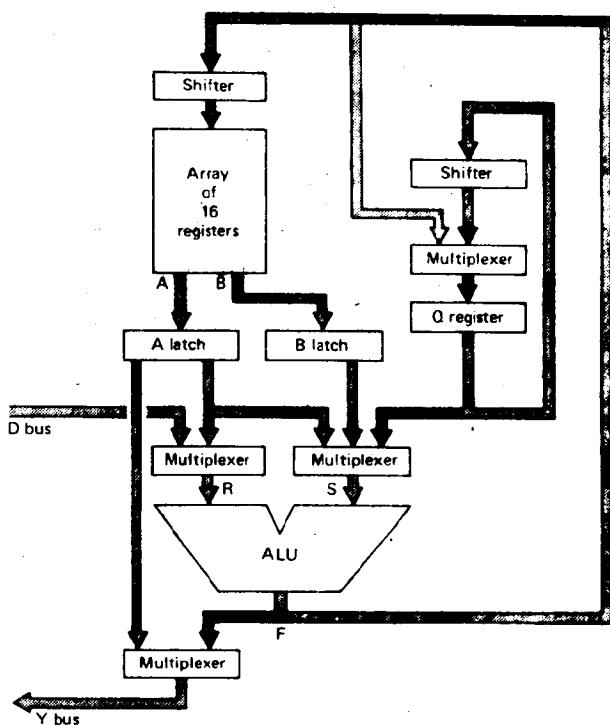 Shifter
Array
of
16
registers
Shifter
Multiplexer
Q register
A
B
A latch
B latch
D bus
Multiplexer
Multiplexer
R
S
ALU
F
Multiplexer
Y bus